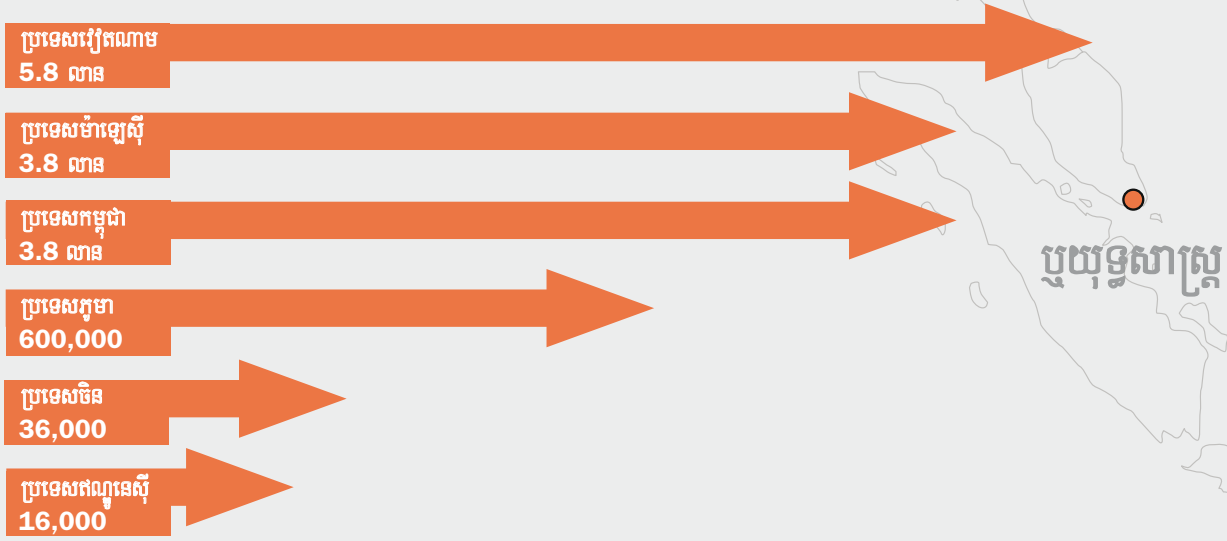 ប្រទេសវៀតណាម
5.8 លាន
ប្រទេសម៉ាឡេស៊ី
3.8 លាន
ប្រទេសកម្ពុជា
3.8 លាន
ប្រទេសភូមា
600,000
ប្រទេសចិន
36,000
ប្រទេសឥណ្ឌូនេស៊ី
16,000
ឬមយុទ្ធសាស្ត្រ